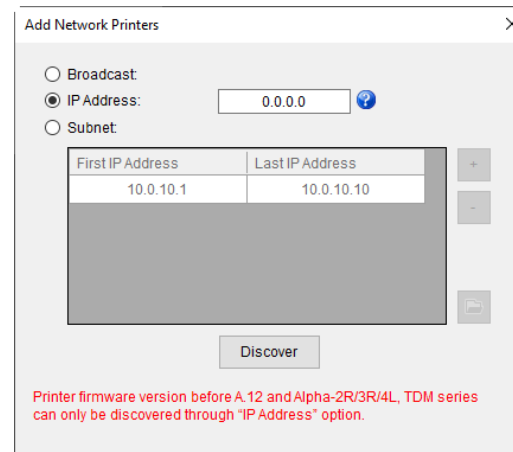 Add Network Printers
Broadcast:
IP Address: 0.0.0.0 ?
Subnet:
First IP Address Last IP Address +
10.0.10.1 10.0.10.10
-
Discover
Printer firmware version before A.12 and Alpha-2R/3R/4L, TDM series
can only be discovered through “IP Address” option.